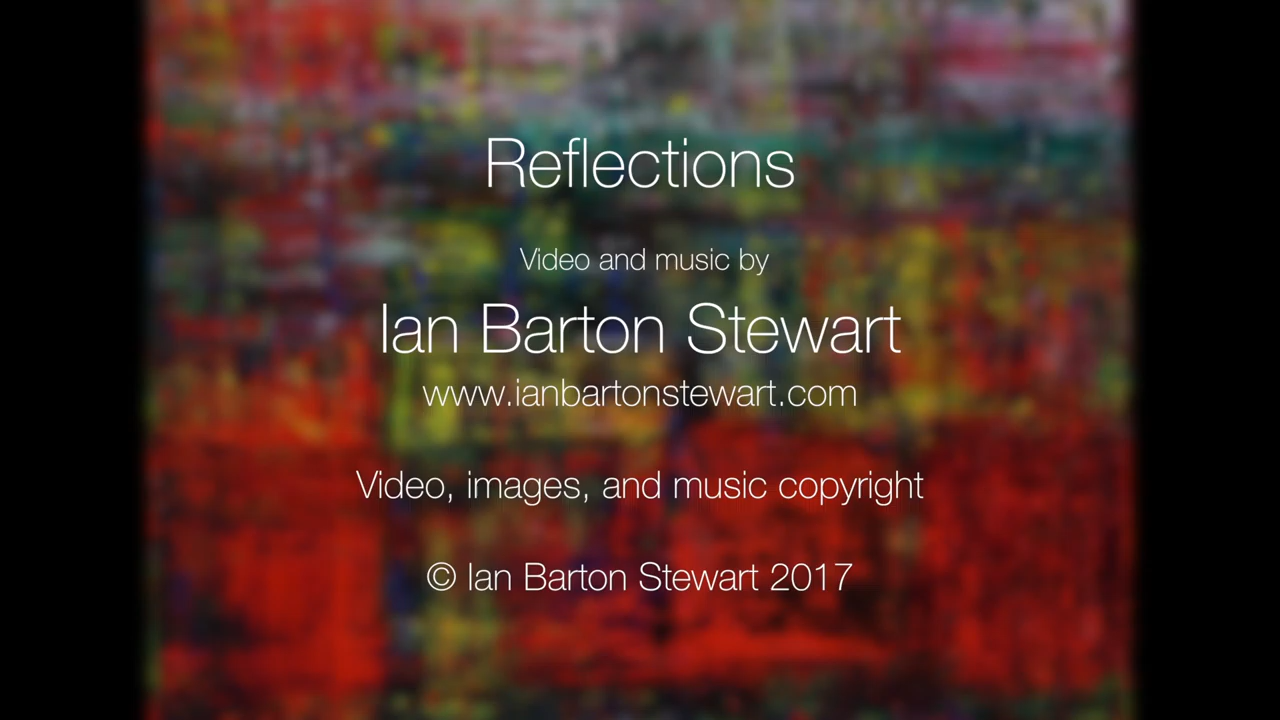 Reflections
Video and music by
Ian Barton Stewart
www.ianbartonstewart.com
Video, images, and music copyright
© Ian Barton Stewart 2017